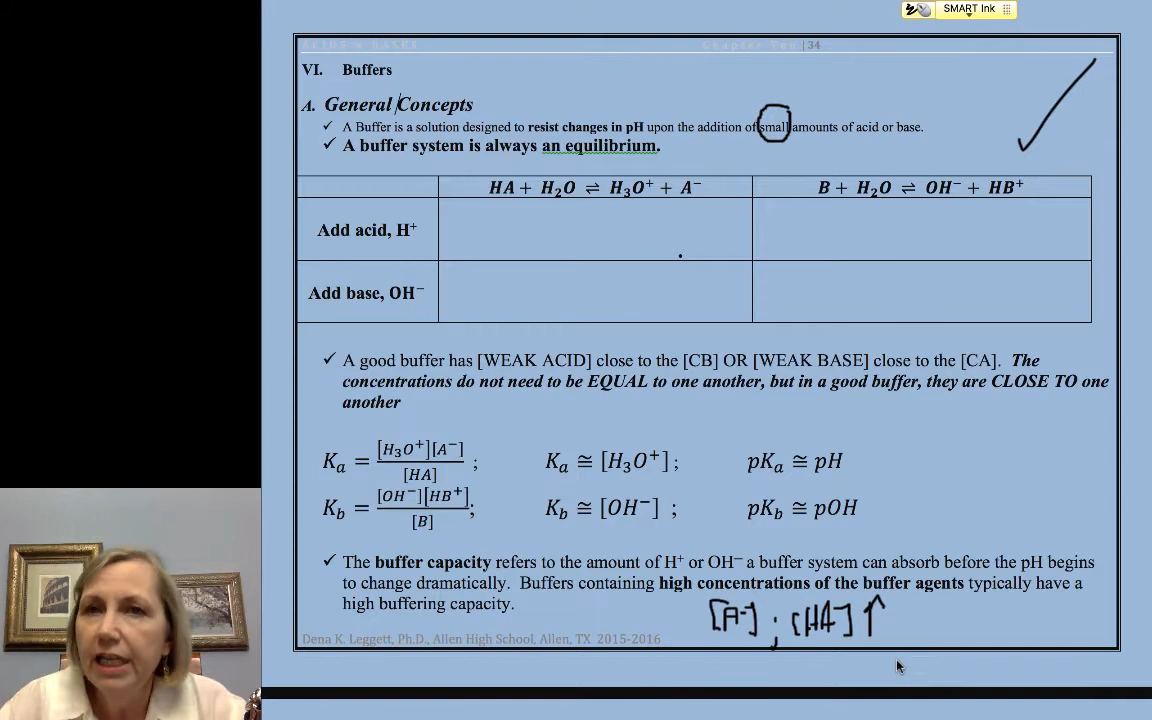 SMART Ink
ACIDS & BASES Chapter Ten | 34
VI. Buffers
A. General Concepts
✓ A Buffer is a solution designed to resist changes in pH upon the addition of small amounts of acid or base.
✓ A buffer system is always an equilibrium.
HA + H₂O ⇌ H₃O⁺ + A⁻ B + H₂O ⇌ OH⁻ + HB⁺
Add acid, H⁺
Add base, OH⁻
✓ A good buffer has [WEAK ACID] close to the [CB] OR [WEAK BASE] close to the [CA]. The
concentrations do not need to be EQUAL to one another, but in a good buffer, they are CLOSE TO one
another
Kₐ = [H₃O⁺][A⁻] / [HA] ; Kₐ ≅ [H₃O⁺] ; pKₐ ≅ pH
K_b = [OH⁻][HB⁺] / [B] ; K_b ≅ [OH⁻] ; pK_b ≅ pOH
✓ The buffer capacity refers to the amount of H⁺ or OH⁻ a buffer system can absorb before the pH begins
to change dramatically. Buffers containing high concentrations of the buffer agents typically have a
high buffering capacity.
[A⁻] ; [HA] ↑
Dena K. Leggett, Ph.D., Allen High School, Allen, TX 2015-2016